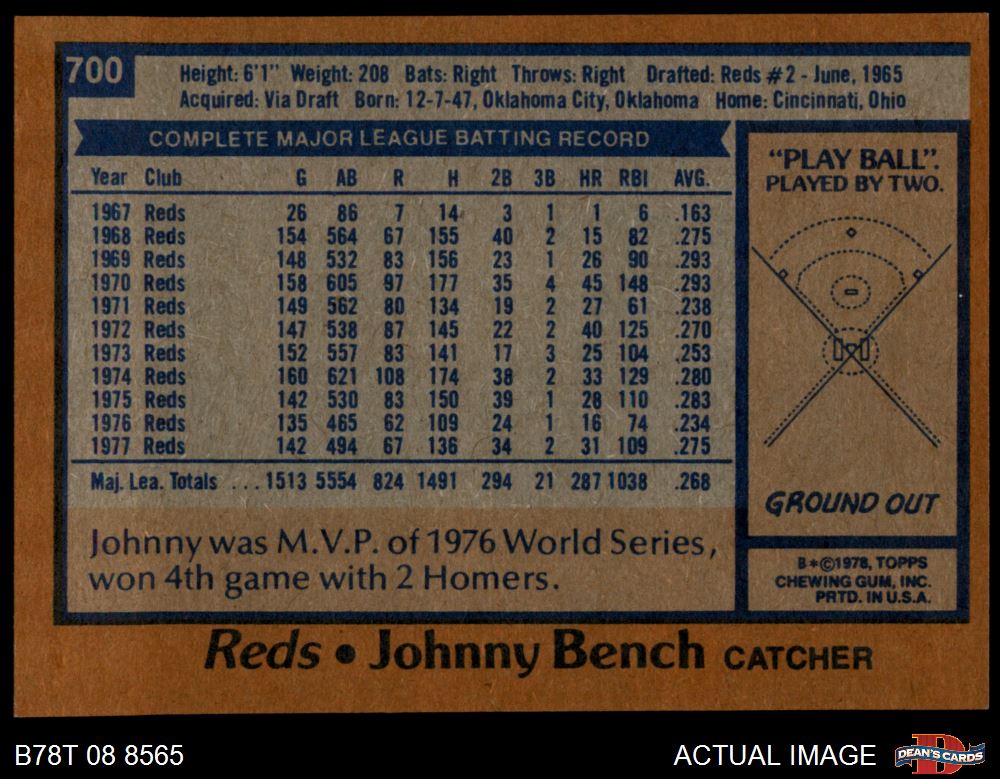 700
Height: 6'1" Weight: 208 Bats: Right Throws: Right Drafted: Reds #2 - June, 1965
Acquired: Via Draft Born: 12-7-47, Oklahoma City, Oklahoma Home: Cincinnati, Ohio
COMPLETE MAJOR LEAGUE BATTING RECORD
Year Club G AB R H 2B 3B HR RBI AVG.
1967 Reds 26 86 7 14 3 1 1 6 .163
1968 Reds 154 564 67 155 40 2 15 82 .275
1969 Reds 148 532 83 156 23 1 26 90 .293
1970 Reds 158 605 97 177 35 4 45 148 .293
1971 Reds 149 562 80 134 19 2 27 61 .238
1972 Reds 147 538 87 145 22 2 40 125 .270
1973 Reds 152 557 83 141 17 3 25 104 .253
1974 Reds 160 621 108 174 38 2 33 129 .280
1975 Reds 142 530 83 150 39 1 28 110 .283
1976 Reds 135 465 62 109 24 1 16 74 .234
1977 Reds 142 494 67 136 34 2 31 109 .275
Maj. Lea. Totals ... 1513 5554 824 1491 294 21 287 1038 .268
Johnny was M.V.P. of 1976 World Series,
won 4th game with 2 Homers.
"PLAY BALL".
PLAYED BY TWO.
GROUND OUT
B*©1978, TOPPS
CHEWING GUM, INC.
PRTD. IN U.S.A.
Reds • Johnny Bench CATCHER
B78T 08 8565
ACTUAL IMAGE
DEAN'S CARDS